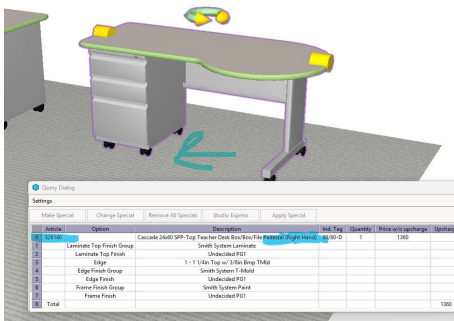 Query Dialog
Settings
Make Special Change Special Remove All Specials Studio Express Apply Special
Article Option Description Ind. Tag Quantity Price w/o upcharge Upcharg
0 S26140 Cascade 24x60 SPP-Top Teacher Desk Box/Box/File Pedestal (Right Hand) 1 1360
1 Laminate Top Finish Group Smith System Laminate
2 Laminate Top Finish Undecided PG1
3 Edge 1 - 1 1/4in Top w/ 3/8in Bmp TMld
4 Edge Finish Group Smith System T-Mold
5 Edge Finish Undecided PG1
6 Frame Finish Group Smith System Paint
7 Frame Finish Undecided PG1
8 Total 1360